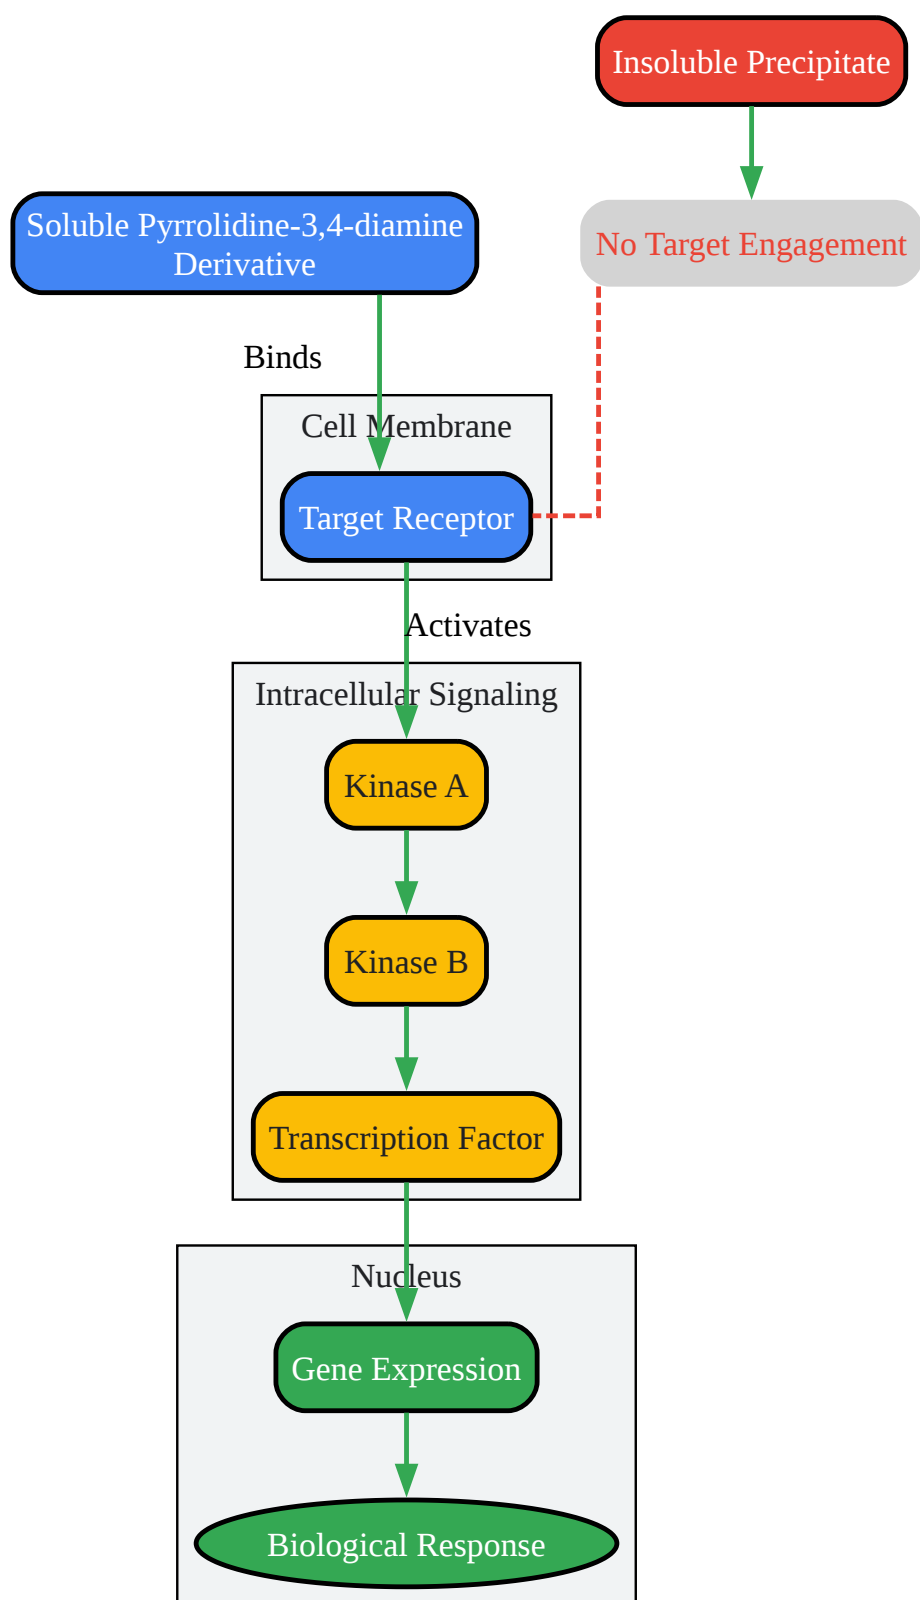 Insoluble Precipitate
Soluble Pyrrolidine-3,4-diamine
Derivative
No Target Engagement
Binds
Cell Membrane
Target Receptor
Activates
Intracellular Signaling
Kinase A
Kinase B
Transcription Factor
Nucleus
Gene Expression
Biological Response